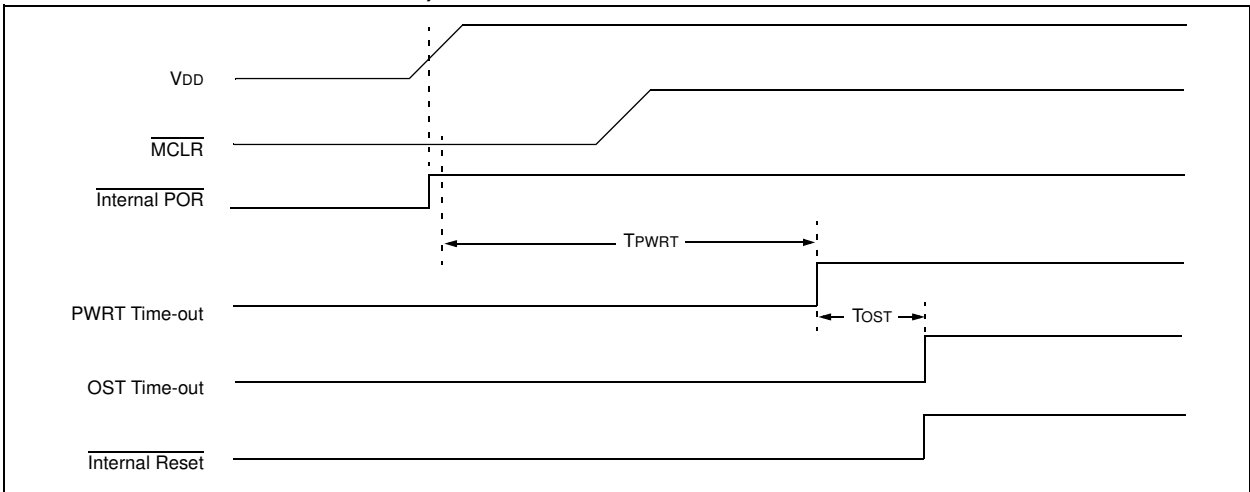 VDD
MCLR
Internal POR
TPWRT
PWRT Time-out
TOST
OST Time-out
Internal Reset